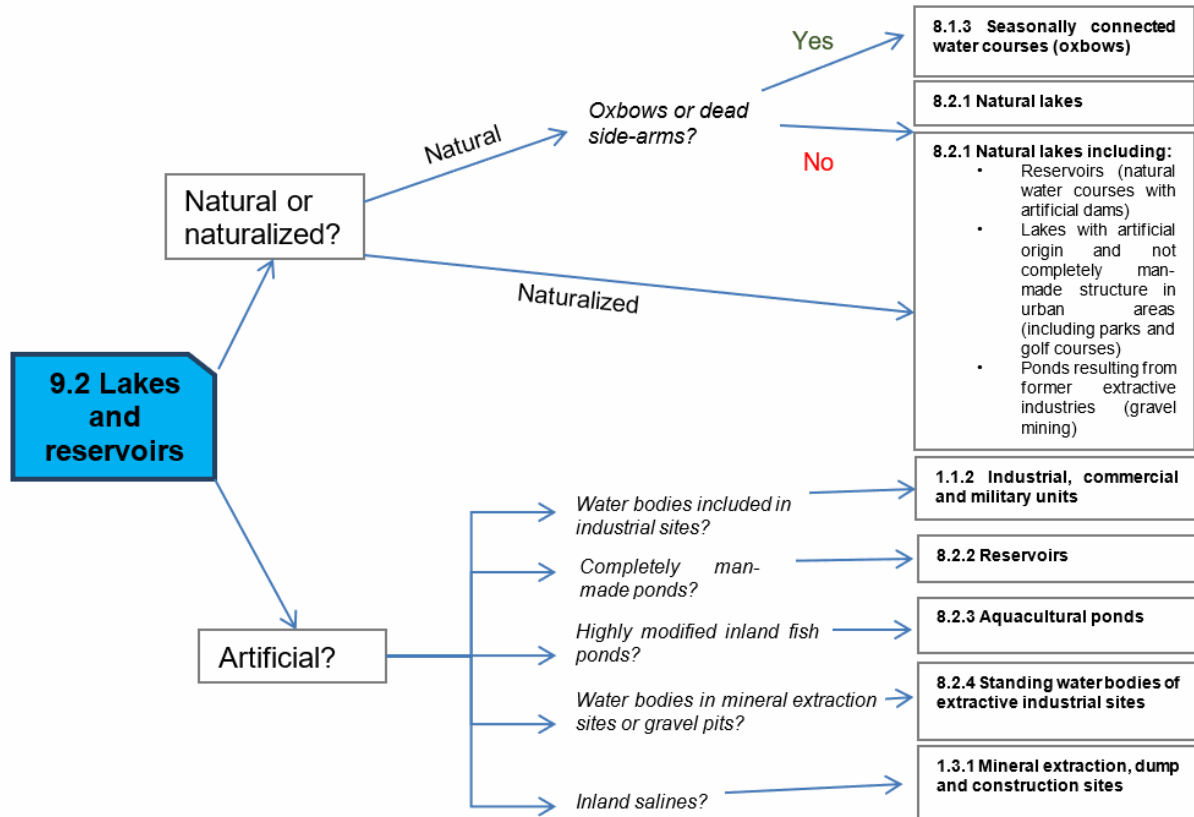 9.2 Lakes
and
reservoirs
Natural or
naturalized?
Natural
Oxbows or dead
side-arms?
Yes
8.1.3 Seasonally connected
water courses (oxbows)
No
8.2.1 Natural lakes
Naturalized
8.2.1 Natural lakes including:
• Reservoirs (natural
water courses with
artificial dams)
• Lakes with artificial
origin and not
completely man-
made structure in
urban areas
(including parks and
golf courses)
• Ponds resulting from
former extractive
industries (gravel
mining)
Artificial?
Water bodies included in
industrial sites?
1.1.2 Industrial, commercial
and military units
Completely man-
made ponds?
8.2.2 Reservoirs
Highly modified inland fish
ponds?
8.2.3 Aquacultural ponds
Water bodies in mineral extraction
sites or gravel pits?
8.2.4 Standing water bodies of
extractive industrial sites
Inland salines?
1.3.1 Mineral extraction, dump
and construction sites